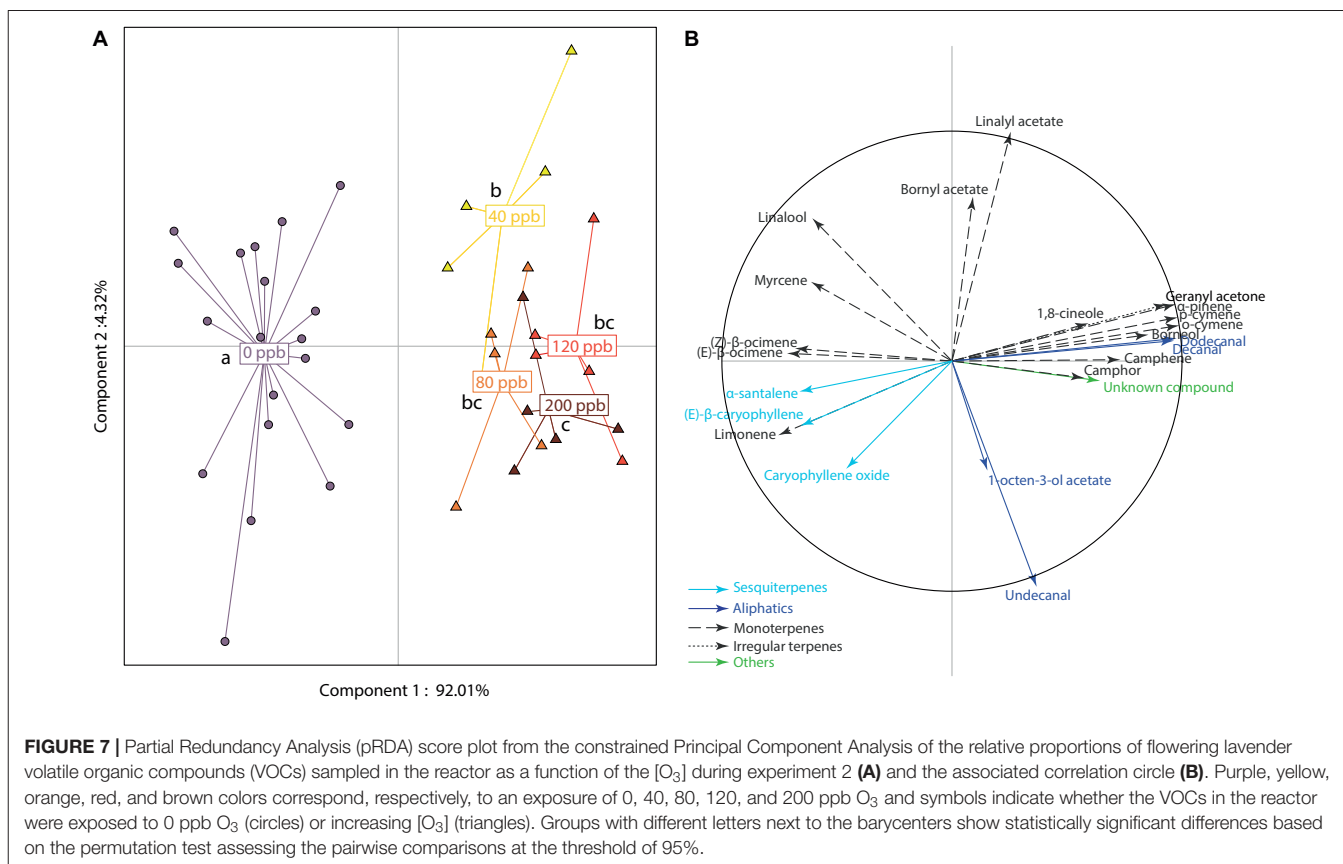 A
b
40 ppb
bc
120 ppb
a
0 ppb
80 ppb
bc
200 ppb
c
Component 2 :4.32%
Component 1 : 92.01%
B
Linalyl acetate
Bornyl acetate
Linalool
Myrcene
Geranyl acetone
α-pinene
1,8-cineole
p-cymene
o-cymene
Borneol
Dodecanal
Decanal
(Z)-β-ocimene
(E)-β-ocimene
Camphene
Camphor
Unknown compound
α-santalene
(E)-β-caryophyllene
Limonene
Caryophyllene oxide
1-octen-3-ol acetate
Undecanal
Sesquiterpenes
Aliphatics
Monoterpenes
Irregular terpenes
Others
FIGURE 7 | Partial Redundancy Analysis (pRDA) score plot from the constrained Principal Component Analysis of the relative proportions of flowering lavender
volatile organic compounds (VOCs) sampled in the reactor as a function of the [O₃] during experiment 2 (A) and the associated correlation circle (B). Purple, yellow,
orange, red, and brown colors correspond, respectively, to an exposure of 0, 40, 80, 120, and 200 ppb O₃ and symbols indicate whether the VOCs in the reactor
were exposed to 0 ppb O₃ (circles) or increasing [O₃] (triangles). Groups with different letters next to the barycenters show statistically significant differences based
on the permutation test assessing the pairwise comparisons at the threshold of 95%.